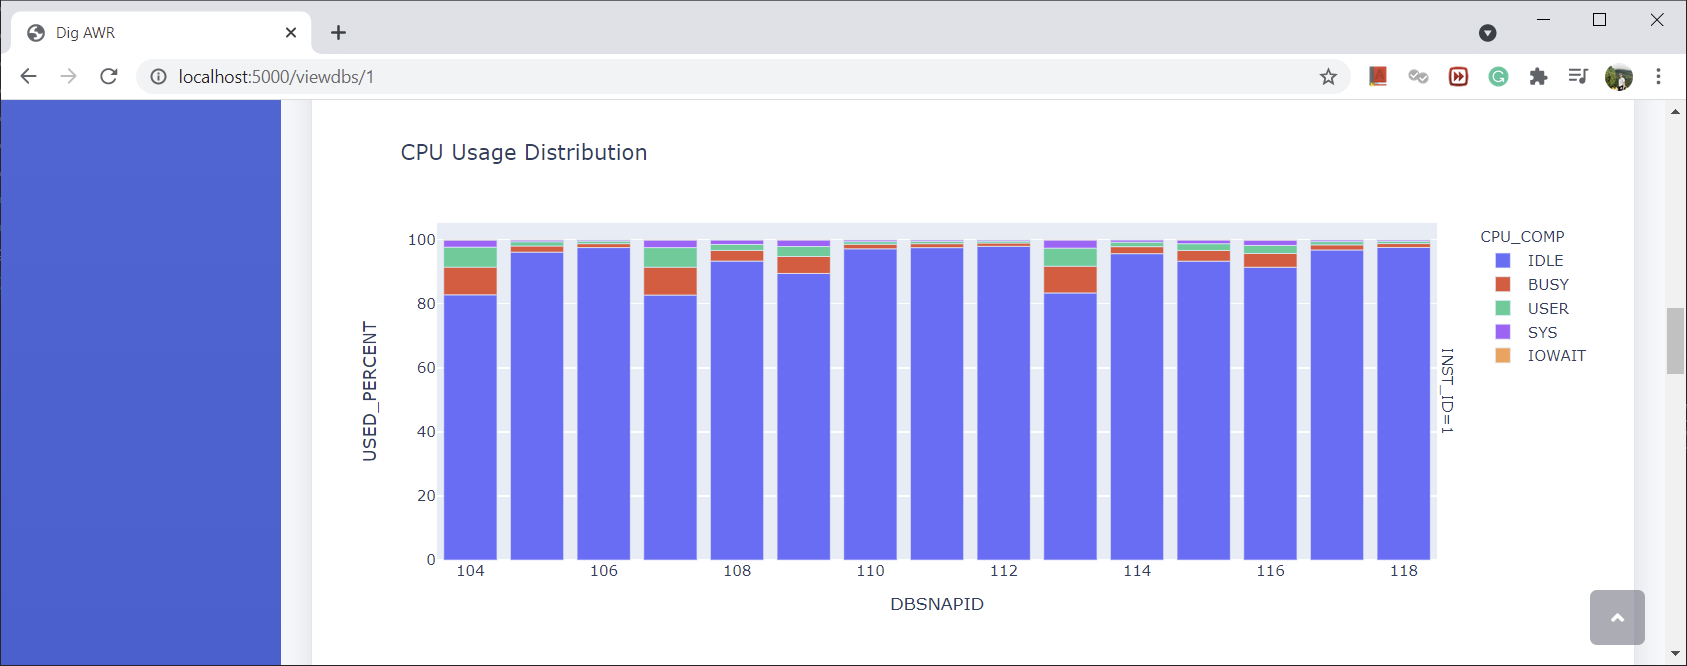 Dig AWR
localhost:5000/viewdbs/1
CPU Usage Distribution
CPU_COMP
IDLE
BUSY
USER
SYS
IOWAIT
100
80
60
40
20
0
USED_PERCENT
INST_ID=1
104 106 108 110 112 114 116 118
DBSNAPID